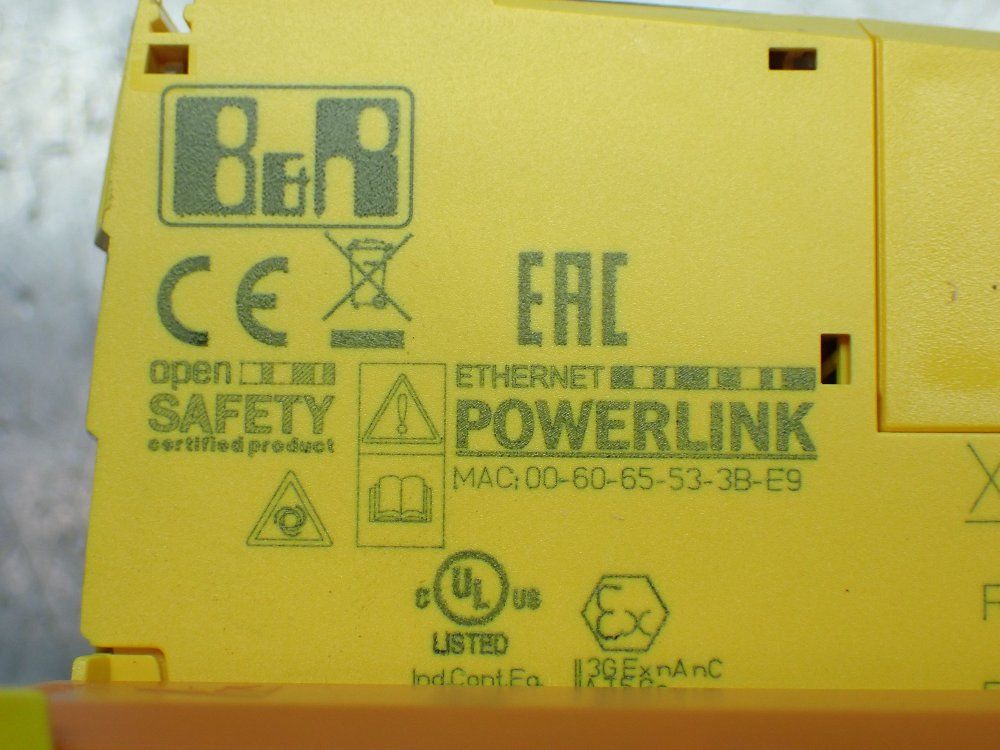 B&R
CE
EAC
open
SAFETY
certified product
ETHERNET
POWERLINK
MAC: 00-60-65-53-3B-E9
C UL US
LISTED
Ind.Cont.Eq.
Ex
II 3G Ex nA nC
X